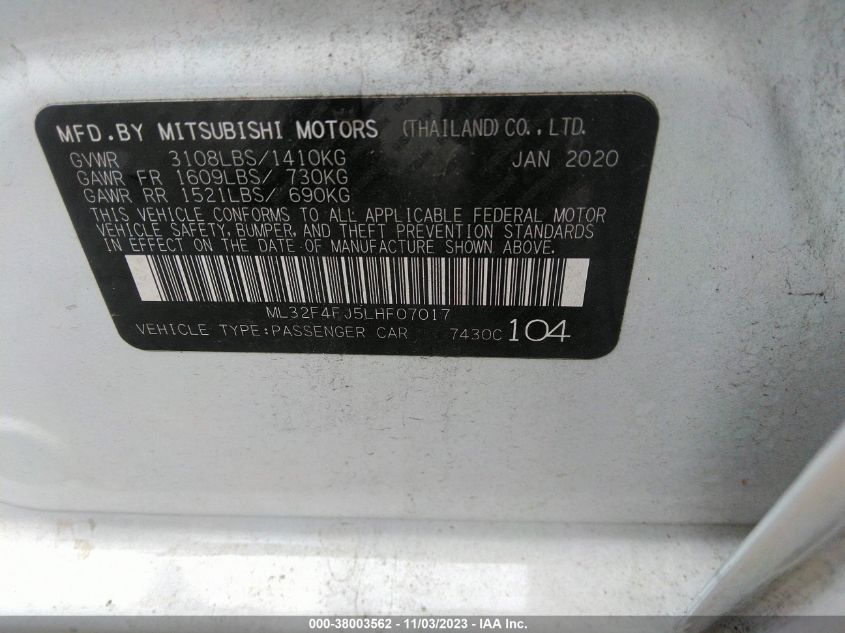 MFD.BY MITSUBISHI MOTORS (THAILAND) CO.,LTD.
GVWR 3108LBS/1410KG JAN 2020
GAWR FR 1609LBS/ 730KG
GAWR RR 1521LBS/ 690KG
THIS VEHICLE CONFORMS TO ALL APPLICABLE FEDERAL MOTOR
VEHICLE SAFETY, BUMPER, AND THEFT PREVENTION STANDARDS
IN EFFECT ON THE DATE OF MANUFACTURE SHOWN ABOVE.
ML32F4FJ5LHF07017
VEHICLE TYPE:PASSENGER CAR 7430C 104
000-38003562 - 11/03/2023 - IAA Inc.